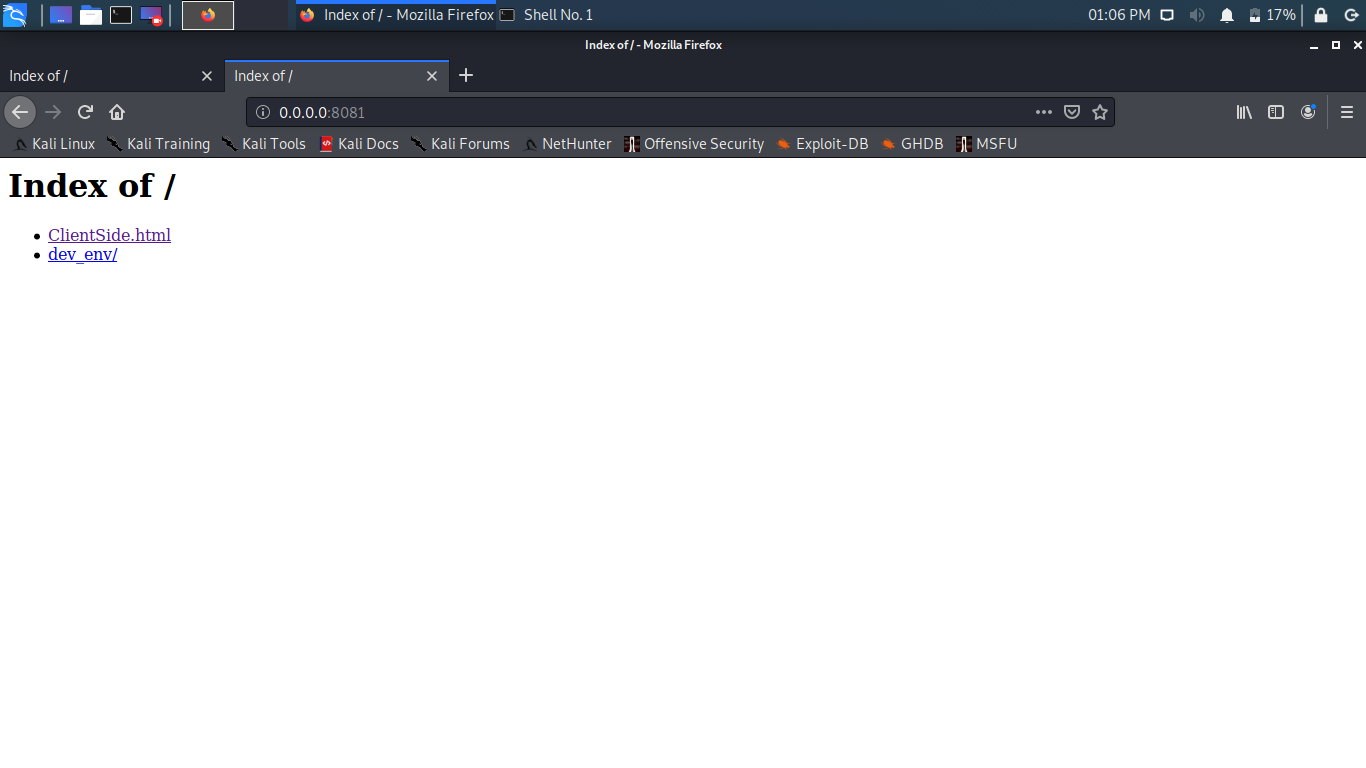 Index of / - Mozilla Firefox Shell No. 1 01:06 PM 17%
Index of / - Mozilla Firefox
Index of / Index of /
0.0.0.0:8081
Kali Linux Kali Training Kali Tools Kali Docs Kali Forums NetHunter Offensive Security Exploit-DB GHDB MSFU
Index of /
ClientSide.html
dev_env/